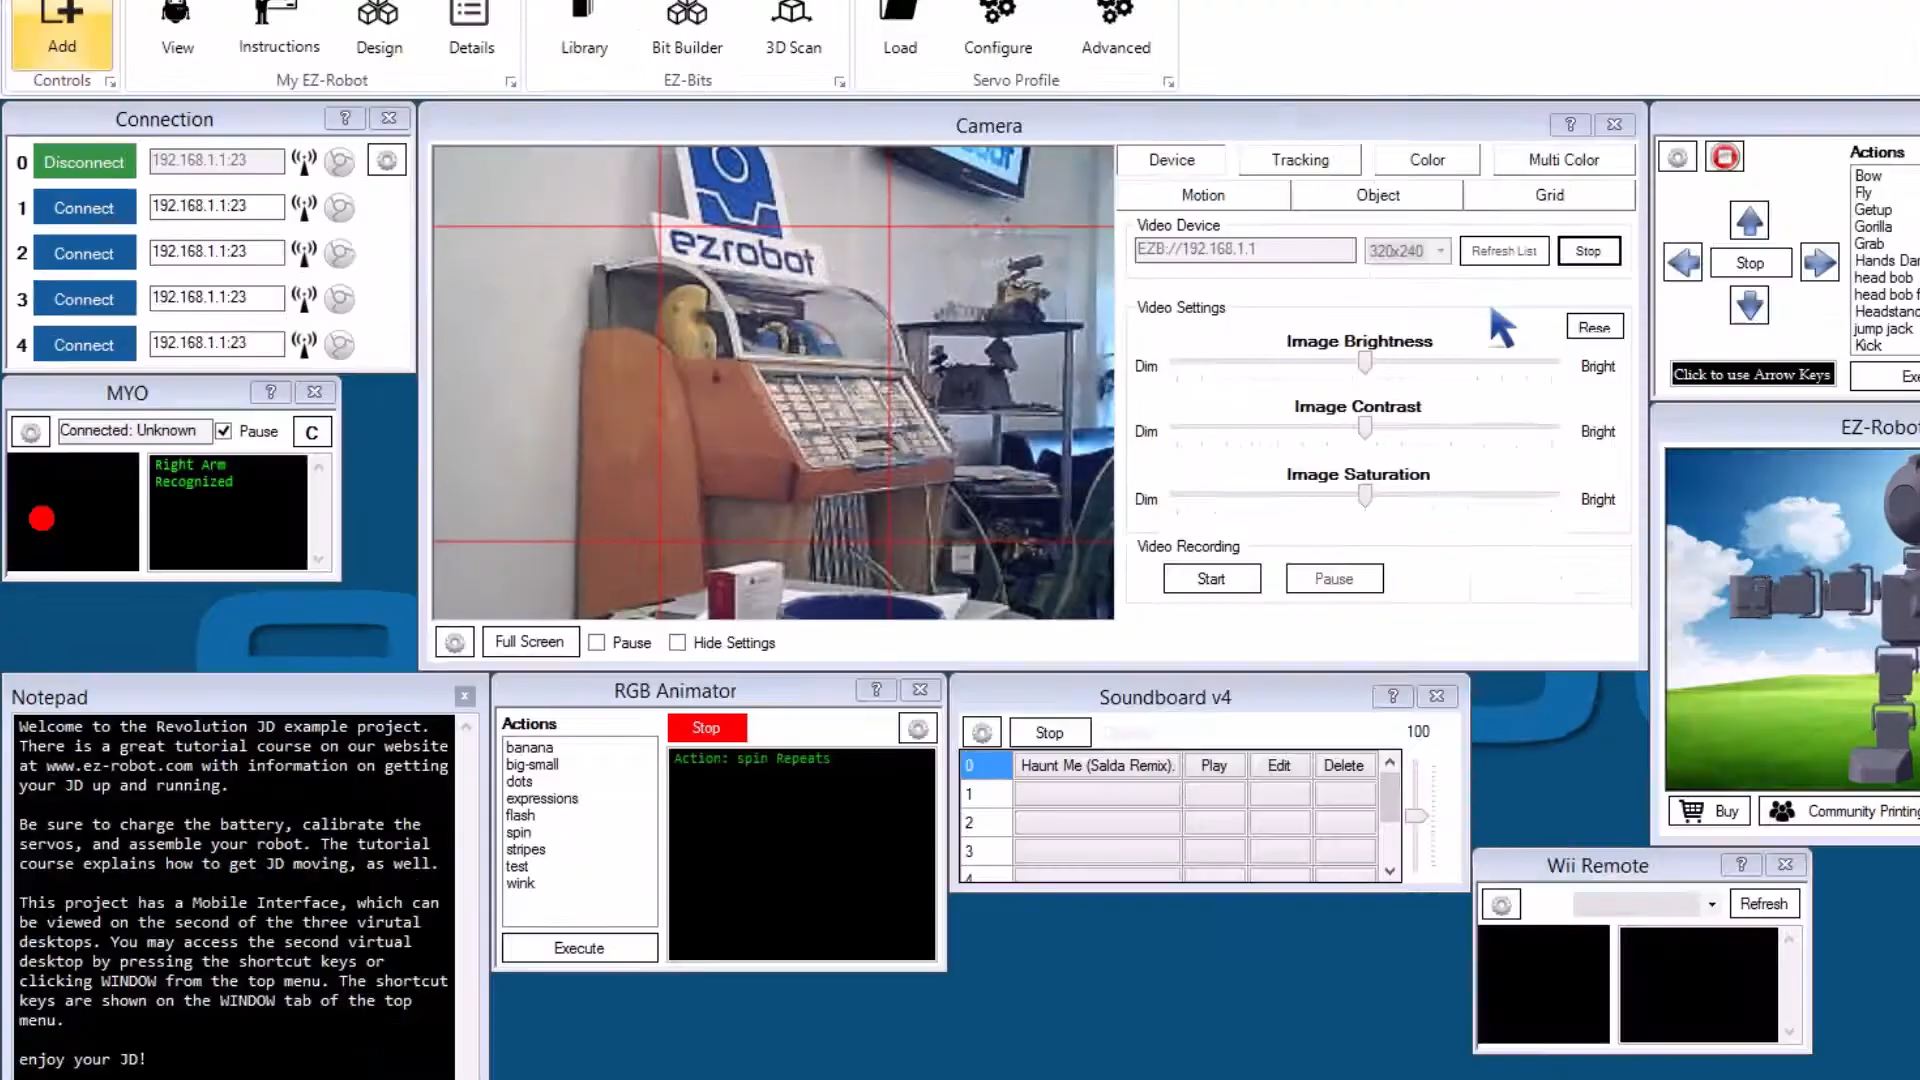 Add
View
Instructions
Design
Details
Library
Bit Builder
3D Scan
Load
Configure
Advanced
Controls
My EZ-Robot
EZ-Bits
Servo Profile
Connection
?
0 Disconnect 192.168.1.1:23
1 Connect 192.168.1.1:23
2 Connect 192.168.1.1:23
3 Connect 192.168.1.1:23
4 Connect 192.168.1.1:23
MYO
?
Connected: Unknown
Pause
C
Right Arm
Recognized
Camera
?
ezrobot
Device
Tracking
Color
Multi Color
Motion
Object
Grid
Video Device
EZB://192.168.1.1
320x240
Refresh List
Stop
Video Settings
Rese
Image Brightness
Dim
Bright
Image Contrast
Dim
Bright
Image Saturation
Dim
Bright
Video Recording
Start
Pause
Full Screen
Pause
Hide Settings
Actions
Bow
Fly
Getup
Gorilla
Grab
Hands Dan
head bob
head bob f
Headstanc
jump jack
Kick
Stop
Click to use Arrow Keys
Exe
EZ-Robot
Buy
Community Printing
Notepad
Welcome to the Revolution JD example project.
There is a great tutorial course on our website
at www.ez-robot.com with information on getting
your JD up and running.
Be sure to charge the battery, calibrate the
servos, and assemble your robot. The tutorial
course explains how to get JD moving, as well.
This project has a Mobile Interface, which can
be viewed on the second of the three virutal
desktops. You may access the second virtual
desktop by pressing the shortcut keys or
clicking WINDOW from the top menu. The shortcut
keys are shown on the WINDOW tab of the top
menu.
enjoy your JD!
RGB Animator
?
Actions
Stop
banana
big-small
dots
expressions
flash
spin
stripes
test
wink
Execute
Action: spin Repeats
Soundboard v4
?
Stop
100
0 Haunt Me (Salda Remix). Play Edit Delete
1
2
3
4
Wii Remote
?
Refresh